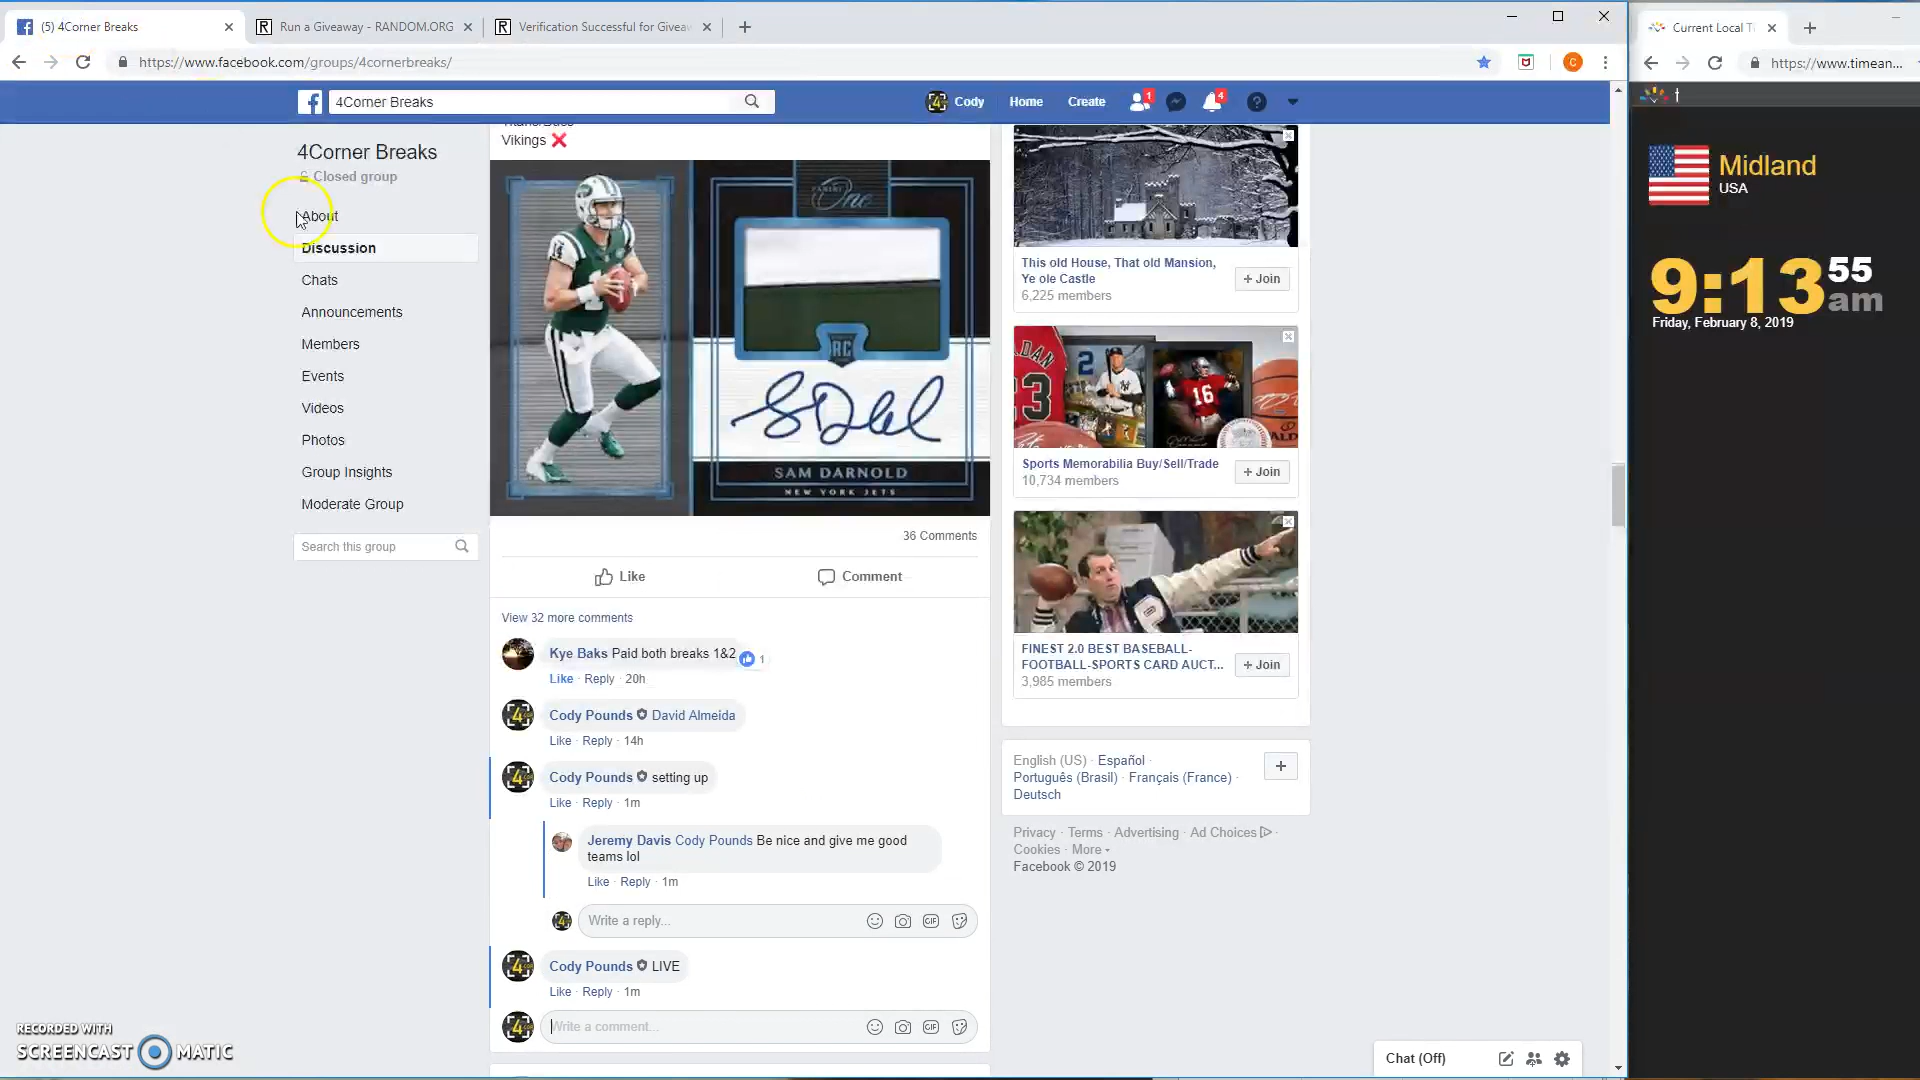 (5) 4Corner Breaks
Run a Giveaway - RANDOM.ORG
Verification Successful for Giveaw
Current Local T
https://www.facebook.com/groups/4cornerbreaks/
https://www.timean...
4Corner Breaks
Cody
Home
Create
1
4
4Corner Breaks
Closed group
About
Discussion
Chats
Announcements
Members
Events
Videos
Photos
Group Insights
Moderate Group
Search this group
Vikings
Panini
One
RC
SAM DARNOLD
NEW YORK JETS
36 Comments
Like
Comment
View 32 more comments
Kye Baks Paid both breaks 1&2
1
Like · Reply · 20h
Cody Pounds David Almeida
Like · Reply · 14h
Cody Pounds setting up
Like · Reply · 1m
Jeremy Davis Cody Pounds Be nice and give me good
teams lol
Like · Reply · 1m
Write a reply...
GIF
Cody Pounds LIVE
Like · Reply · 1m
Write a comment...
GIF
This old House, That old Mansion,
Ye ole Castle
6,225 members
+ Join
Sports Memorabilia Buy/Sell/Trade
10,734 members
+ Join
FINEST 2.0 BEST BASEBALL-
FOOTBALL-SPORTS CARD AUCT...
3,985 members
+ Join
English (US) · Español ·
Português (Brasil) · Français (France) ·
Deutsch
Privacy · Terms · Advertising · Ad Choices ·
Cookies · More
Facebook © 2019
Chat (Off)
Midland
USA
9:13 55
am
Friday, February 8, 2019
RECORDED WITH
SCREENCAST MATIC